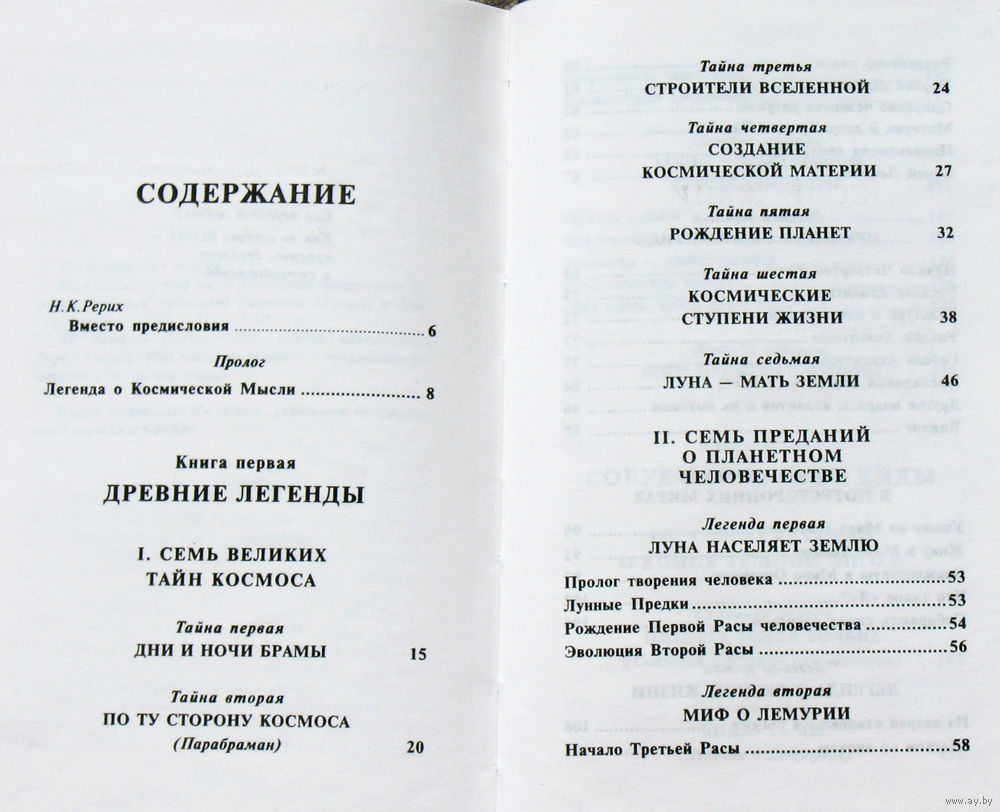 СОДЕРЖАНИЕ
Н.К.Рерих
Вместо предисловия ........................................ 6
Пролог
Легенда о Космической Мысли ........................ 8
Книга первая
ДРЕВНИЕ ЛЕГЕНДЫ
I. СЕМЬ ВЕЛИКИХ
ТАЙН КОСМОСА
Тайна первая
ДНИ И НОЧИ БРАМЫ 15
Тайна вторая
ПО ТУ СТОРОНУ КОСМОСА
(Парабраман) 20
Тайна третья
СТРОИТЕЛИ ВСЕЛЕННОЙ 24
Тайна четвертая
СОЗДАНИЕ
КОСМИЧЕСКОЙ МАТЕРИИ 27
Тайна пятая
РОЖДЕНИЕ ПЛАНЕТ 32
Тайна шестая
КОСМИЧЕСКИЕ
СТУПЕНИ ЖИЗНИ 38
Тайна седьмая
ЛУНА — МАТЬ ЗЕМЛИ 46
II. СЕМЬ ПРЕДАНИЙ
О ПЛАНЕТНОМ
ЧЕЛОВЕЧЕСТВЕ
Легенда первая
ЛУНА НАСЕЛЯЕТ ЗЕМЛЮ
Пролог творения человека ................................ 53
Лунные Предки ................................................ 53
Рождение Первой Расы человечества ................ 54
Эволюция Второй Расы .................................... 56
Легенда вторая
МИФ О ЛЕМУРИИ
Начало Третьей Расы ...................................... 58
www.ay.by